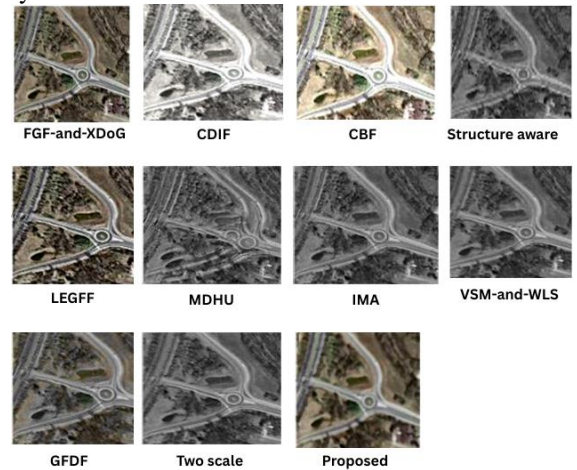 FGF-and-XDoG
CDIF
CBF
Structure aware
LEGFF
MDHU
IMA
VSM-and-WLS
GFDF
Two scale
Proposed